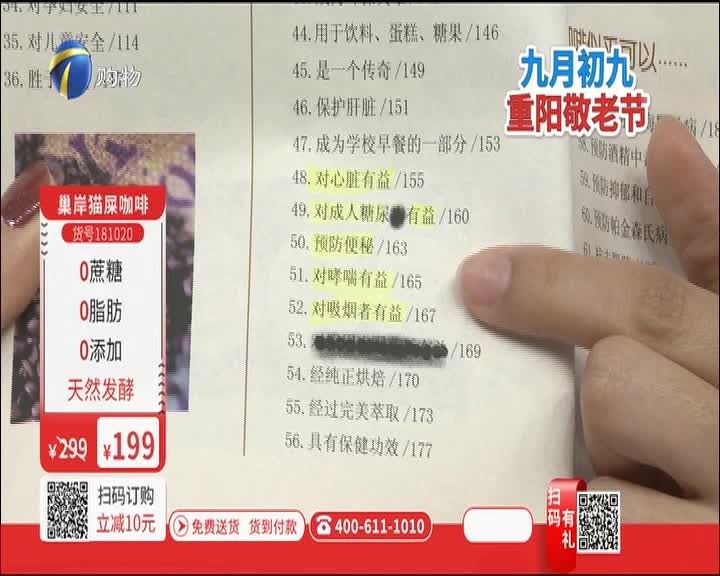 34.对孕妇安全/111
35.对儿童安全/114
36.胜
购物
44.用于饮料、蛋糕、糖果/146
45.是一个传奇/149
46.保护肝脏/151
47.成为学校早餐的一部分/153
48.对心脏有益/155
49.对成人糖尿 有益/160
50.预防便秘/163
51.对哮喘有益/165
52.对吸烟者有益/167
53. /169
54.经纯正烘焙/170
55.经过完美萃取/173
56.具有保健功效/177
可以……
九月初九
重阳敬老节
病/18
58.预防酒精中
59.预防抑郁和自
60.预防帕金森氏病
61.
巢岸猫屎咖啡
货号181020
0蔗糖
0脂肪
0添加
天然发酵
¥299
¥199
扫码订购
立减10元
免费送货 货到付款
400-611-1010
扫码
有礼